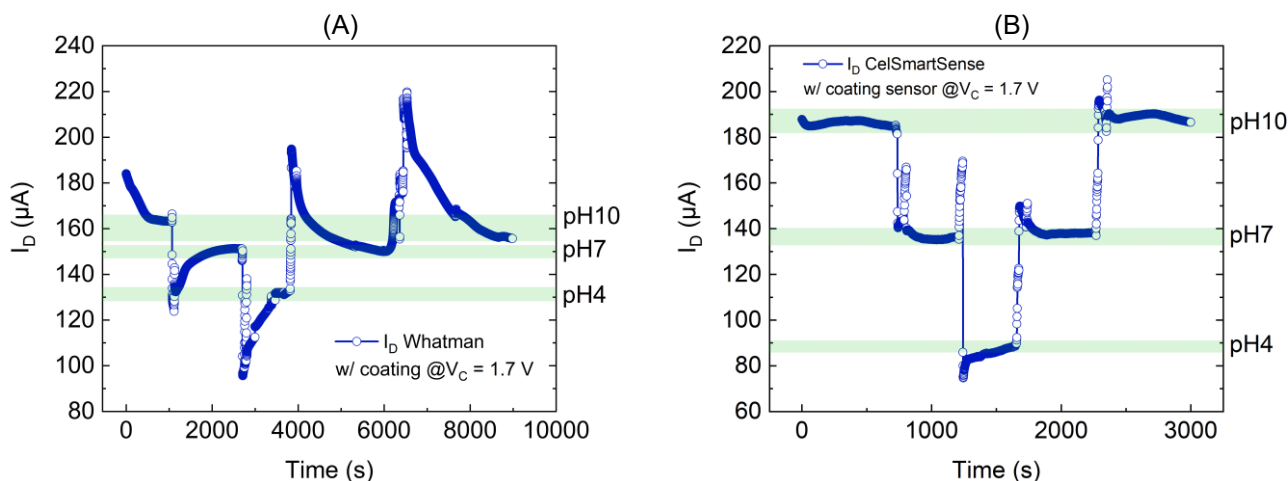 (A)
240
220
200
180
160
140
120
100
80
I_D (µA)
0
2000
4000
6000
8000
10000
Time (s)
pH10
pH7
pH4
I_D Whatman
w/ coating @V_C = 1.7 V
(B)
220
200
180
160
140
120
100
80
60
I_D (µA)
0
1000
2000
3000
Time (s)
pH10
pH7
pH4
I_D CelSmartSense
w/ coating sensor @V_C = 1.7 V